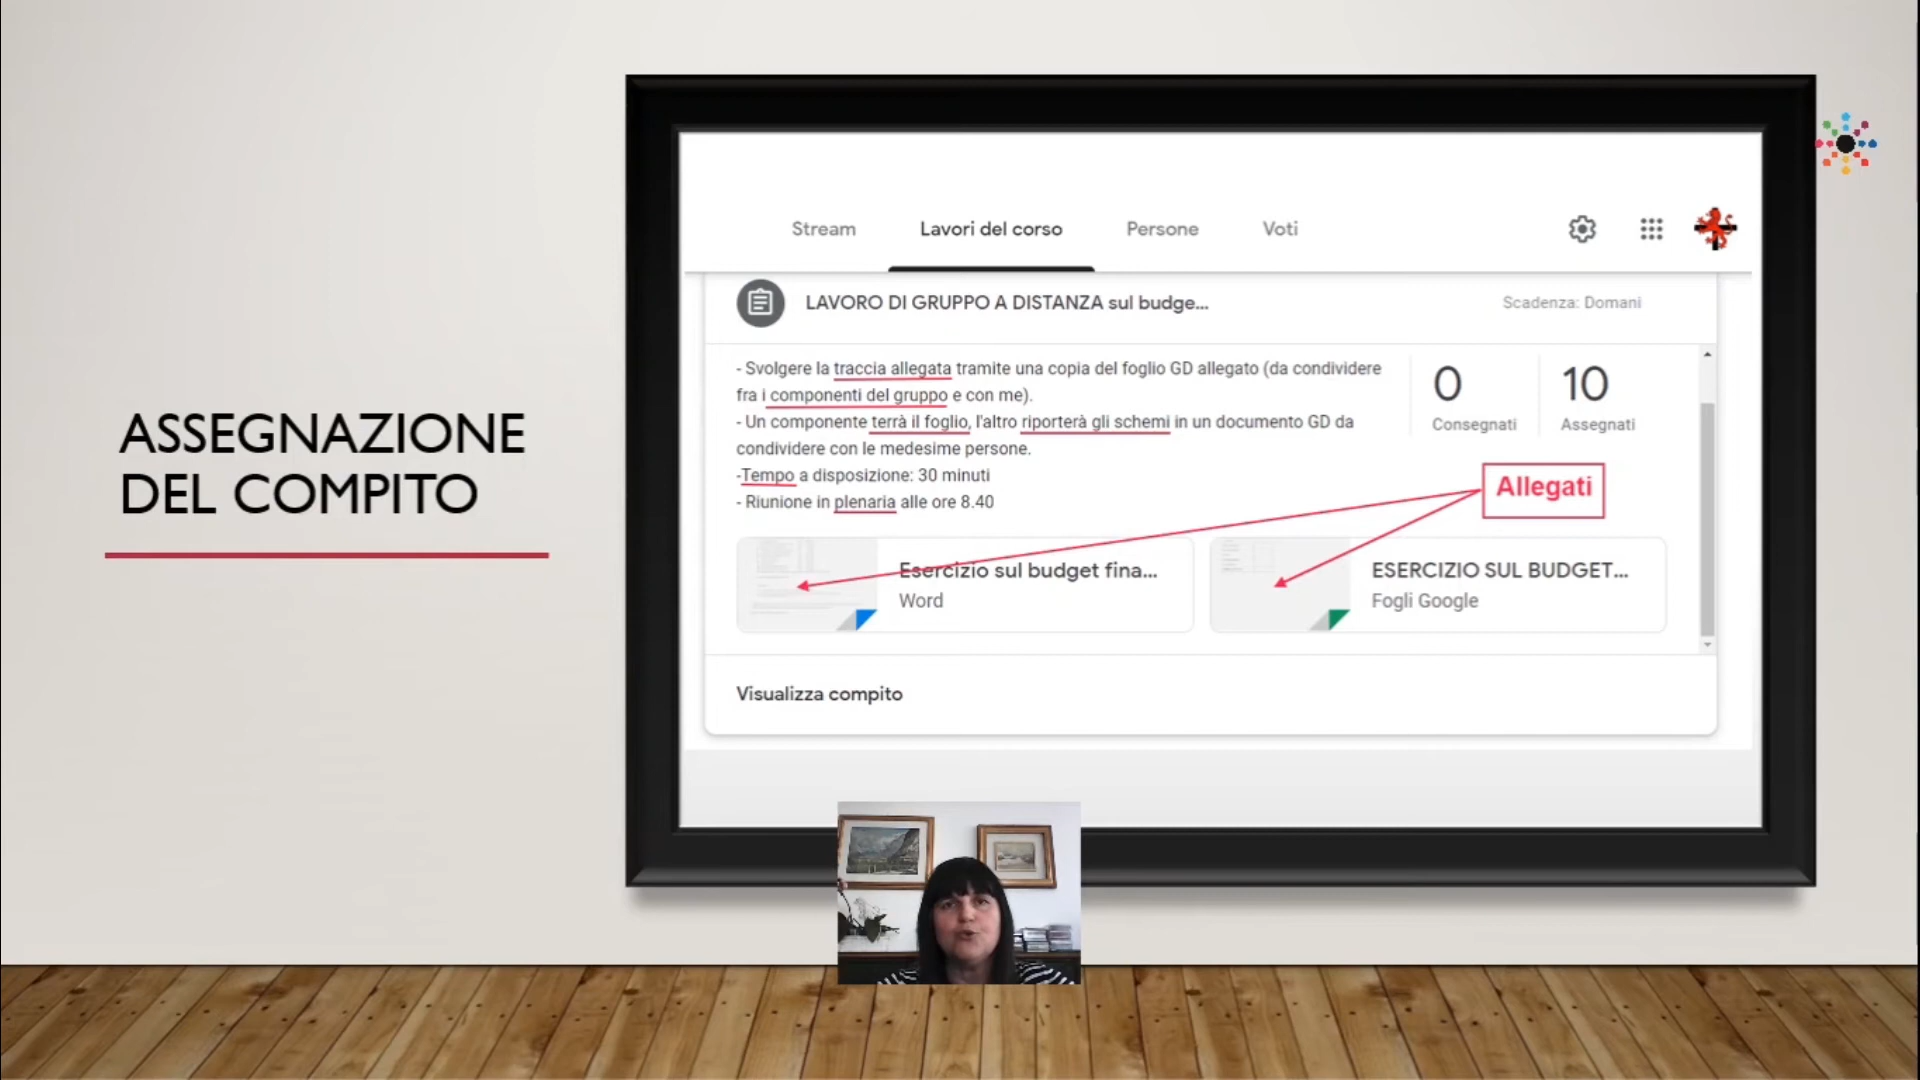 ASSEGNAZIONE
DEL COMPITO
Stream Lavori del corso Persone Voti
LAVORO DI GRUPPO A DISTANZA sul budge... Scadenza: Domani
- Svolgere la traccia allegata tramite una copia del foglio GD allegato (da condividere
fra i componenti del gruppo e con me).
- Un componente terrà il foglio, l'altro riporterà gli schemi in un documento GD da
condividere con le medesime persone.
-Tempo a disposizione: 30 minuti
- Riunione in plenaria alle ore 8.40
0 10
Consegnati Assegnati
Allegati
Esercizio sul budget fina...
Word
ESERCIZIO SUL BUDGET...
Fogli Google
Visualizza compito